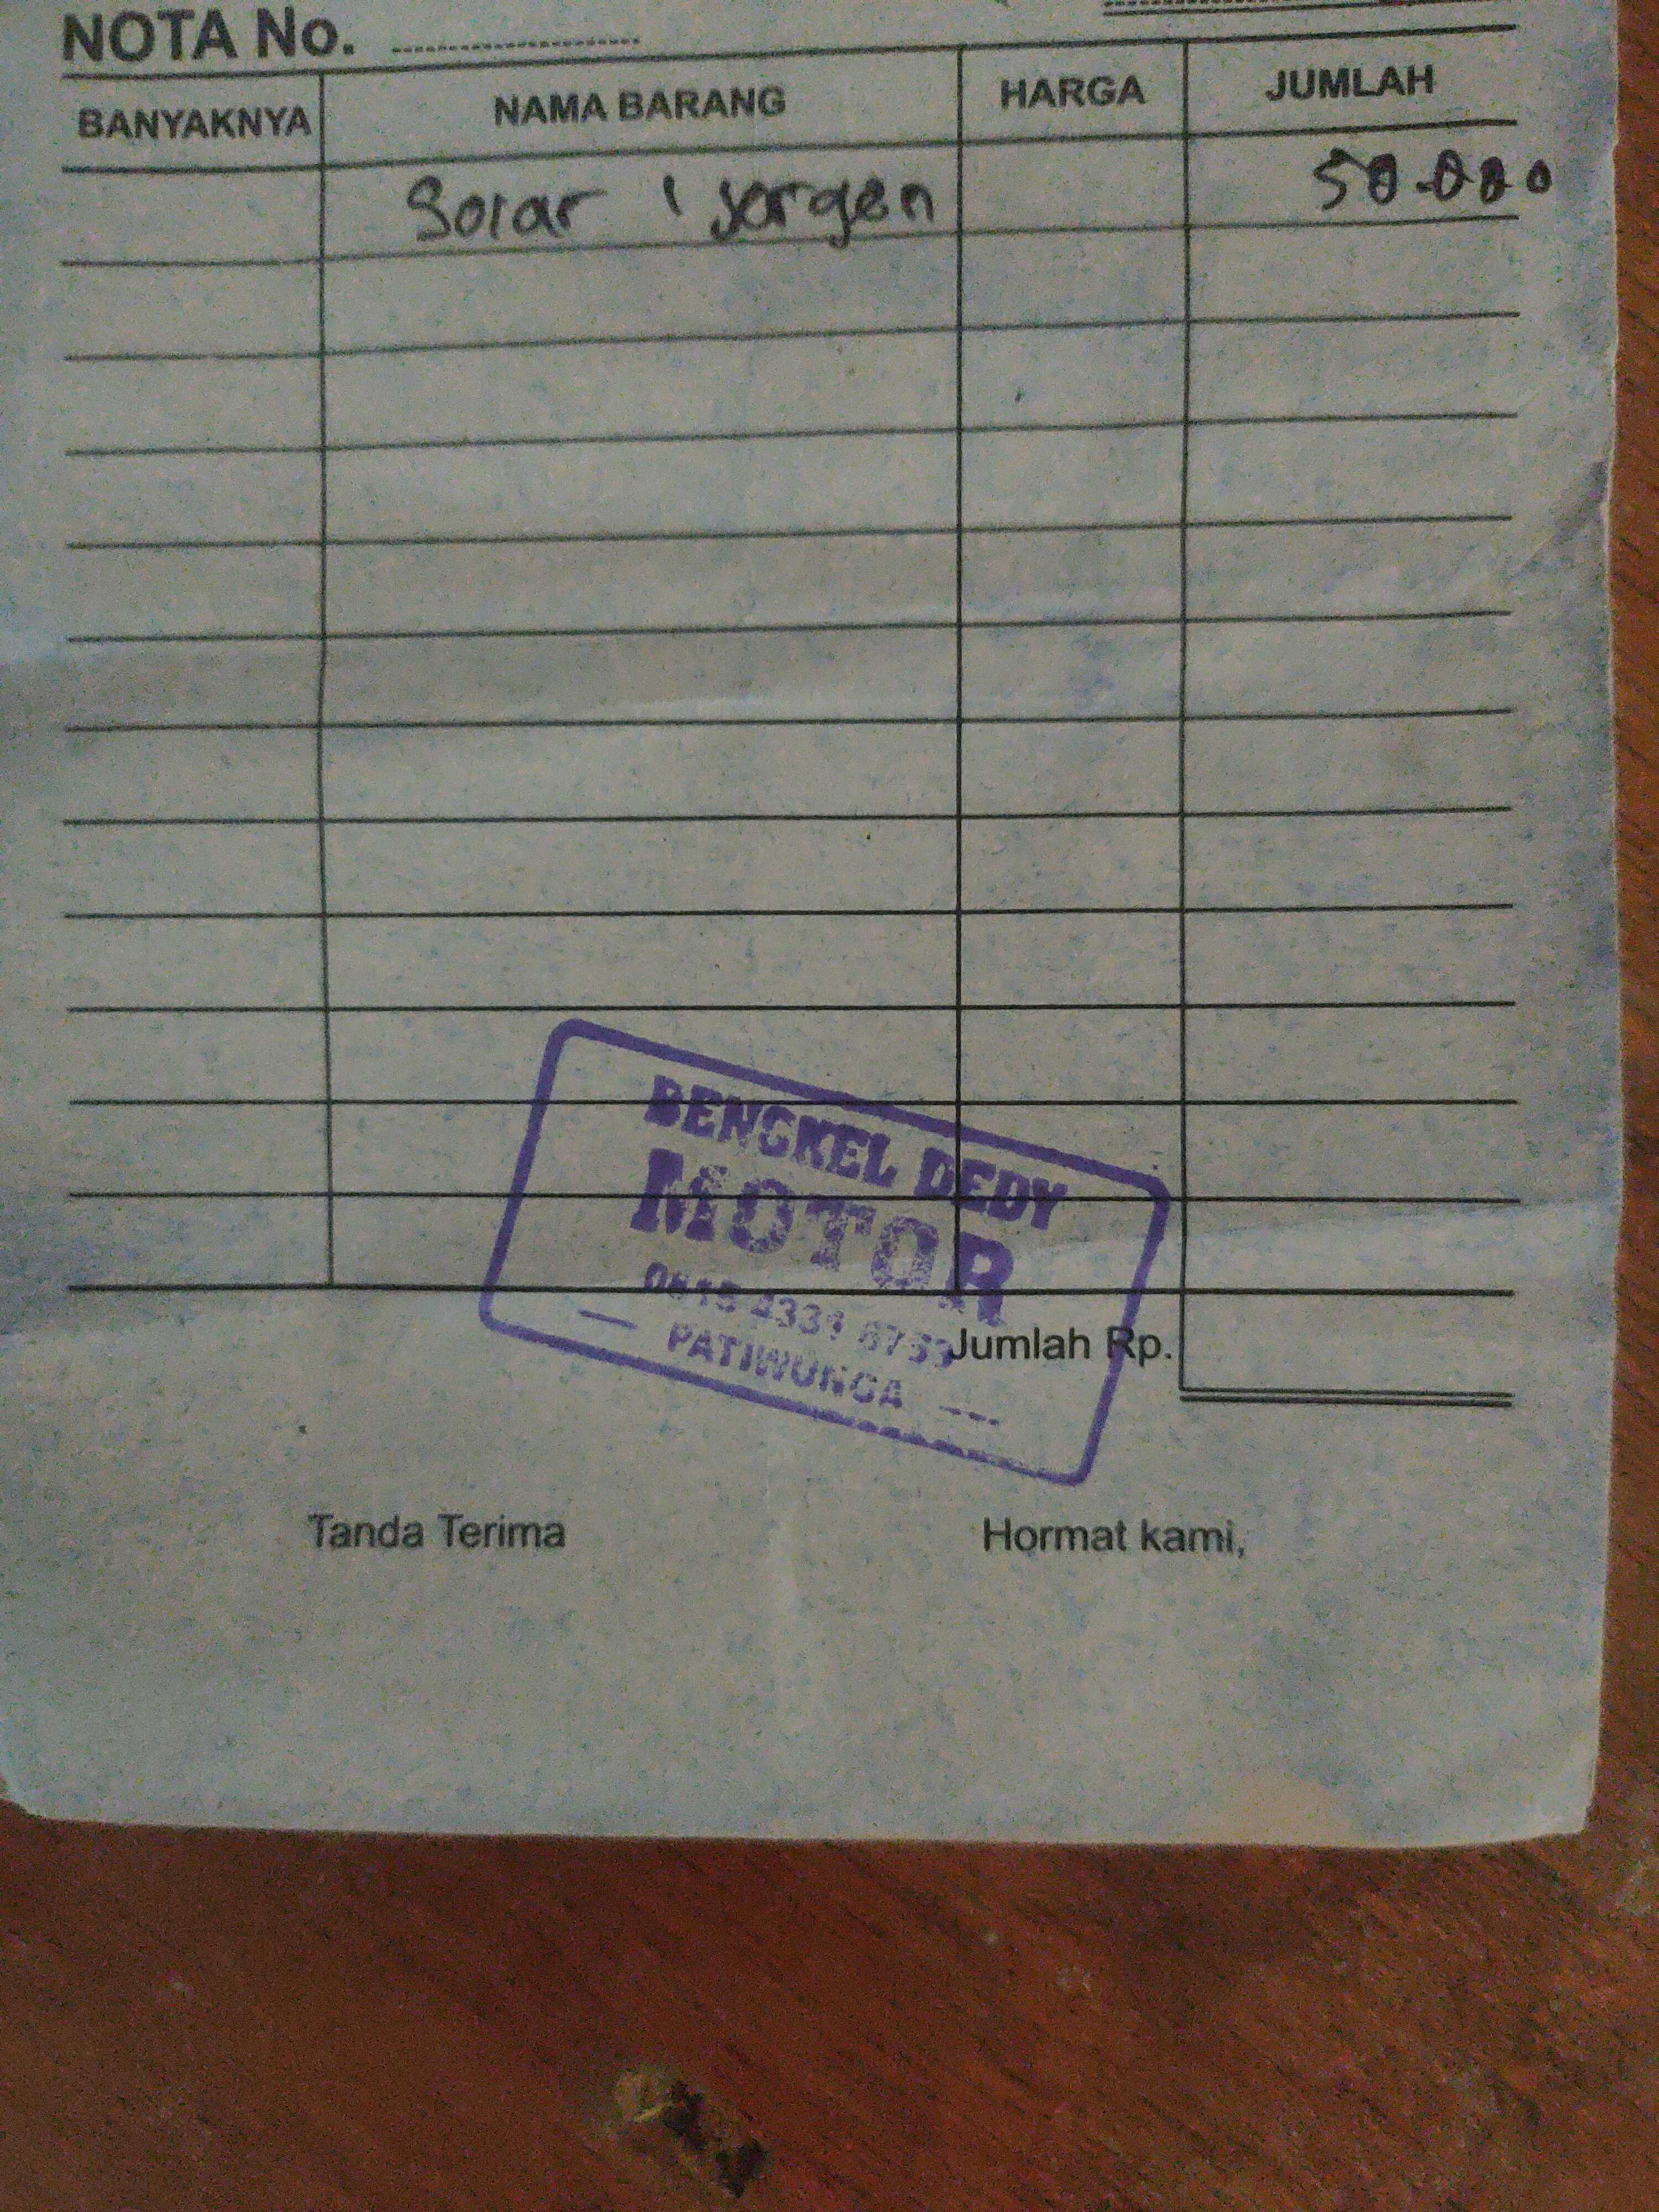 NOTA No.
BANYAKNYA NAMA BARANG HARGA JUMLAH
Solar 1 jorgen 50.000
BENGKEL DEDY
MOTOR
PATIWUNGA
Jumlah Rp.
Tanda Terima Hormat kami,